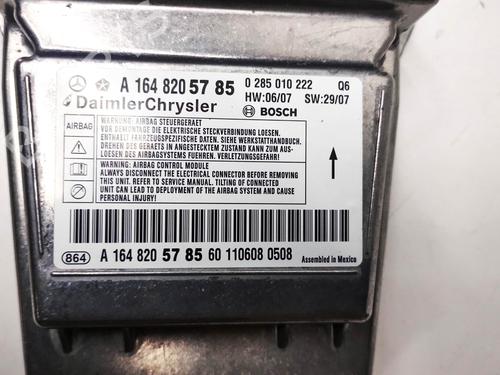 A 164 820 57 85
0 285 010 222 Q6
DaimlerChrysler
HW:06/07 SW:29/07
BOSCH
AIRBAG
WARNUNG: AIRBAG STEUERGERAET
VOR DEMONTAGE DIE ELEKTRISCHE STECKVERBINDUNG LOESEN.
ENTHAELT FAHRZEUGSPEZIFISCHE DATEN. SIEHE WERKSTATTHANDBUCH.
DREHEN DES GERAETS IN ANGESTECKTEM ZUSTAND KANN ZUM AUS-
LOESEN DES AIRBAGSYSTEMS FUEHREN. VERLETZUNGSGEFAHR!
WARNING: AIRBAG CONTROL MODULE
ALWAYS DISCONNECT THE ELECTRICAL CONNECTOR BEFORE REMOVING
THIS UNIT. REFER TO SERVICE MANUAL. TILTING OF CONNECTED
UNIT CAN LEAD TO DEPLOYMENT OF THE AIRBAG SYSTEM AND CAUSE
PERSONAL INJURY!
864 A 164 820 57 85 60 110608 0508
Assembled in Mexico